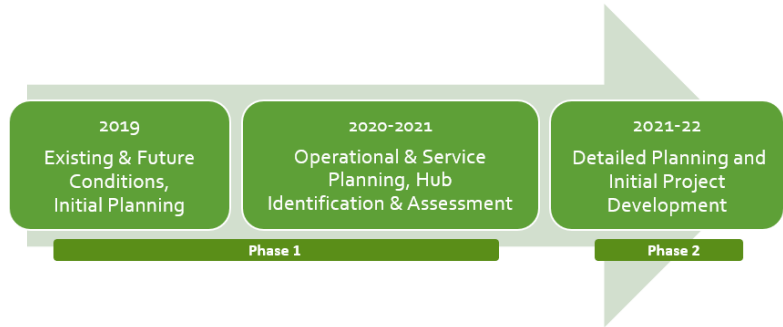 2019
Existing & Future
Conditions,
Initial Planning
2020-2021
Operational & Service
Planning, Hub
Identification & Assessment
2021-22
Detailed Planning and
Initial Project
Development
Phase 1
Phase 2